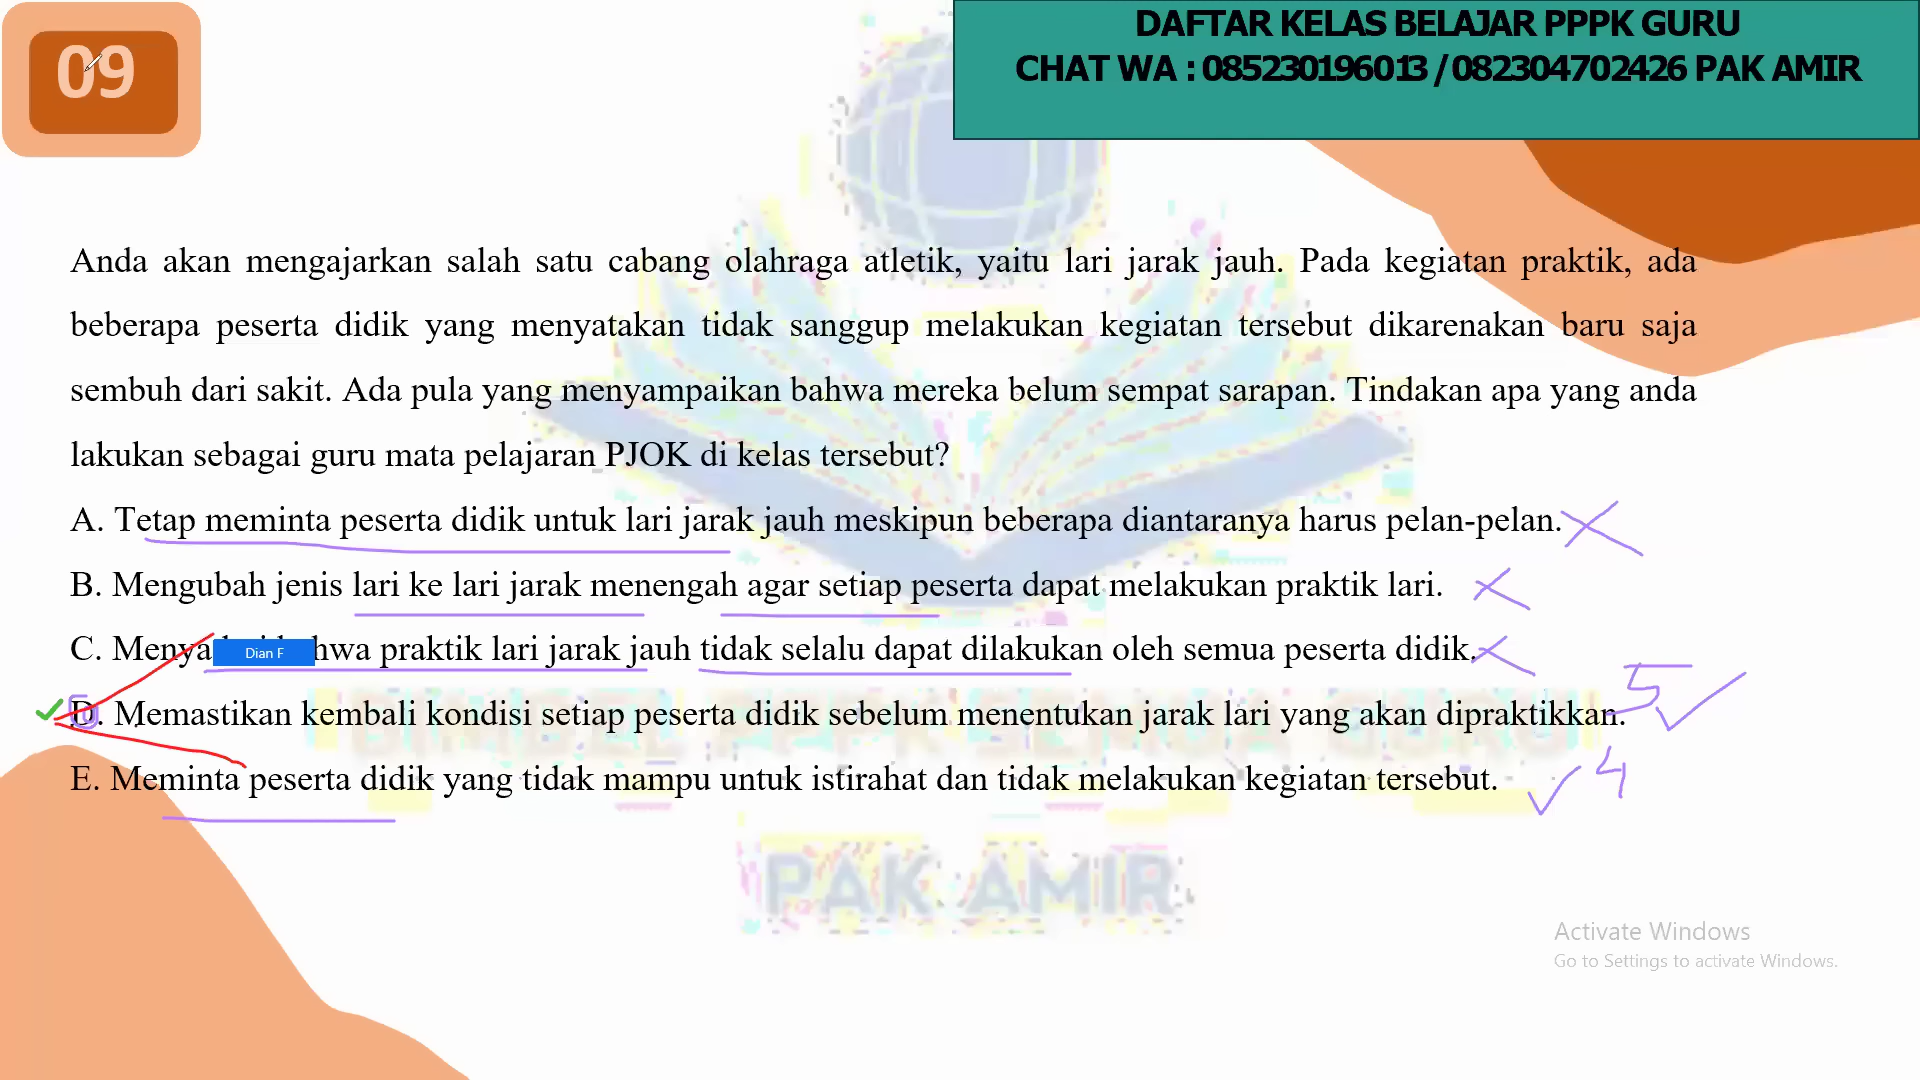 09
DAFTAR KELAS BELAJAR PPPK GURU
CHAT WA : 085230196013 / 082304702426 PAK AMIR
Anda akan mengajarkan salah satu cabang olahraga atletik, yaitu lari jarak jauh. Pada kegiatan praktik, ada
beberapa peserta didik yang menyatakan tidak sanggup melakukan kegiatan tersebut dikarenakan baru saja
sembuh dari sakit. Ada pula yang menyampaikan bahwa mereka belum sempat sarapan. Tindakan apa yang anda
lakukan sebagai guru mata pelajaran PJOK di kelas tersebut?
A. Tetap meminta peserta didik untuk lari jarak jauh meskipun beberapa diantaranya harus pelan-pelan.
B. Mengubah jenis lari ke lari jarak menengah agar setiap peserta dapat melakukan praktik lari.
C. praktik lari jarak jauh tidak selalu dapat dilakukan oleh semua peserta didik.
Dian F
D. Memastikan kembali kondisi setiap peserta didik sebelum menentukan jarak lari yang akan dipraktikkan.
5
E. Meminta peserta didik yang tidak mampu untuk istirahat dan tidak melakukan kegiatan tersebut.
4
BIMBEL PPPK SEMUA GURU
PAK AMIR
Activate Windows
Go to Settings to activate Windows.